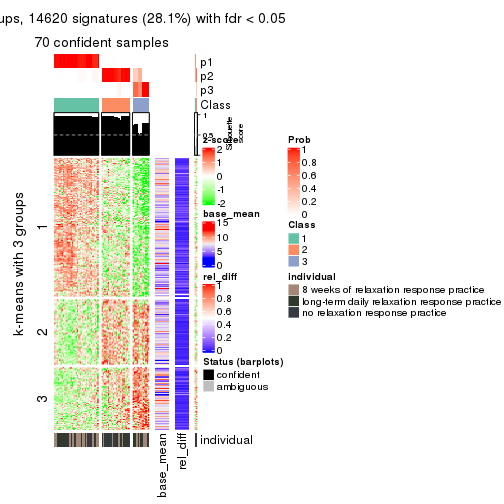 ups, 14620 signatures (28.1%) with fdr < 0.05
70 confident samples
p1
p2
p3
Class
1
0.5
Silhouette
score
k-means with 3 groups
1
2
3
individual
base_mean
rel_diff
z-score
2
1
0
-1
-2
base_mean
15
10
5
0
rel_diff
1
0.8
0.6
0.4
0.2
0
Status (barplots)
confident
ambiguous
Prob
1
0.8
0.6
0.4
0.2
0
Class
1
2
3
individual
8 weeks of relaxation response practice
long-term daily relaxation response practice
no relaxation response practice